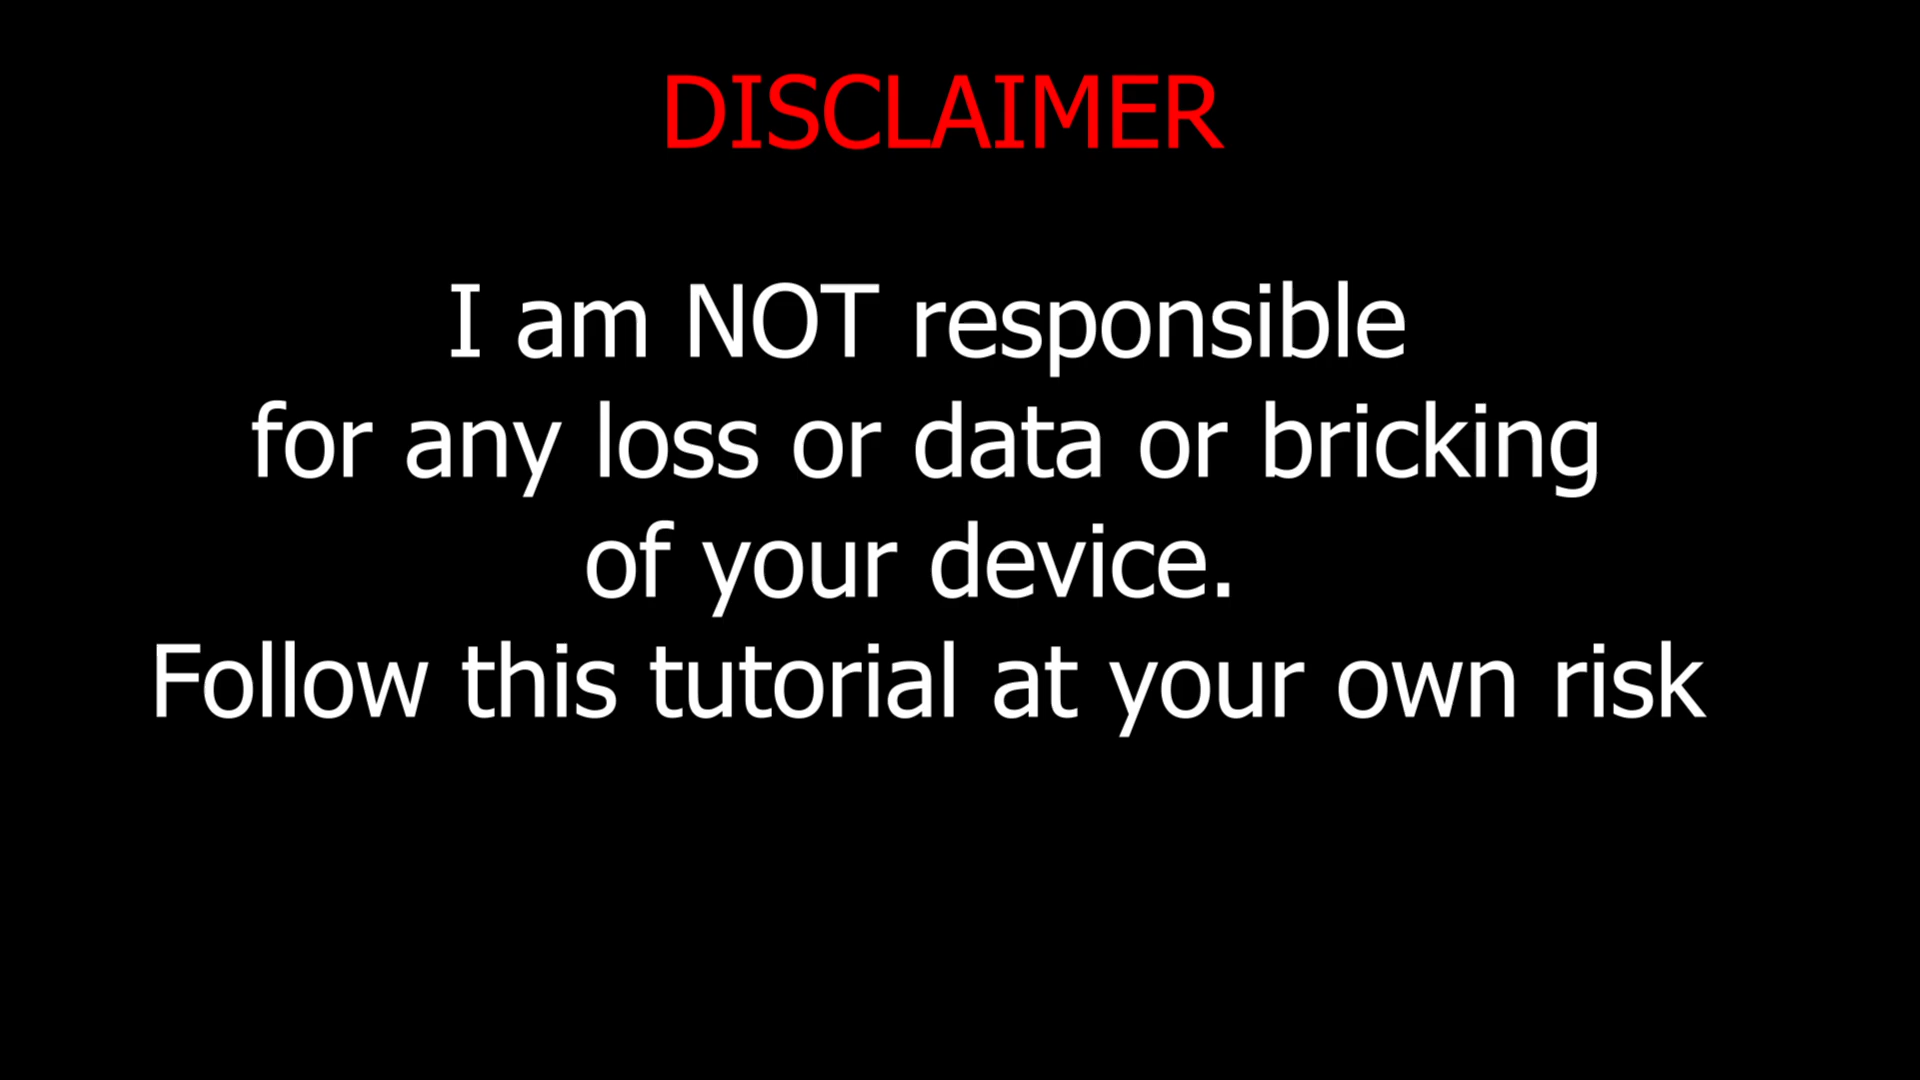 DISCLAIMER
I am NOT responsible
for any loss or data or bricking
of your device.
Follow this tutorial at your own risk